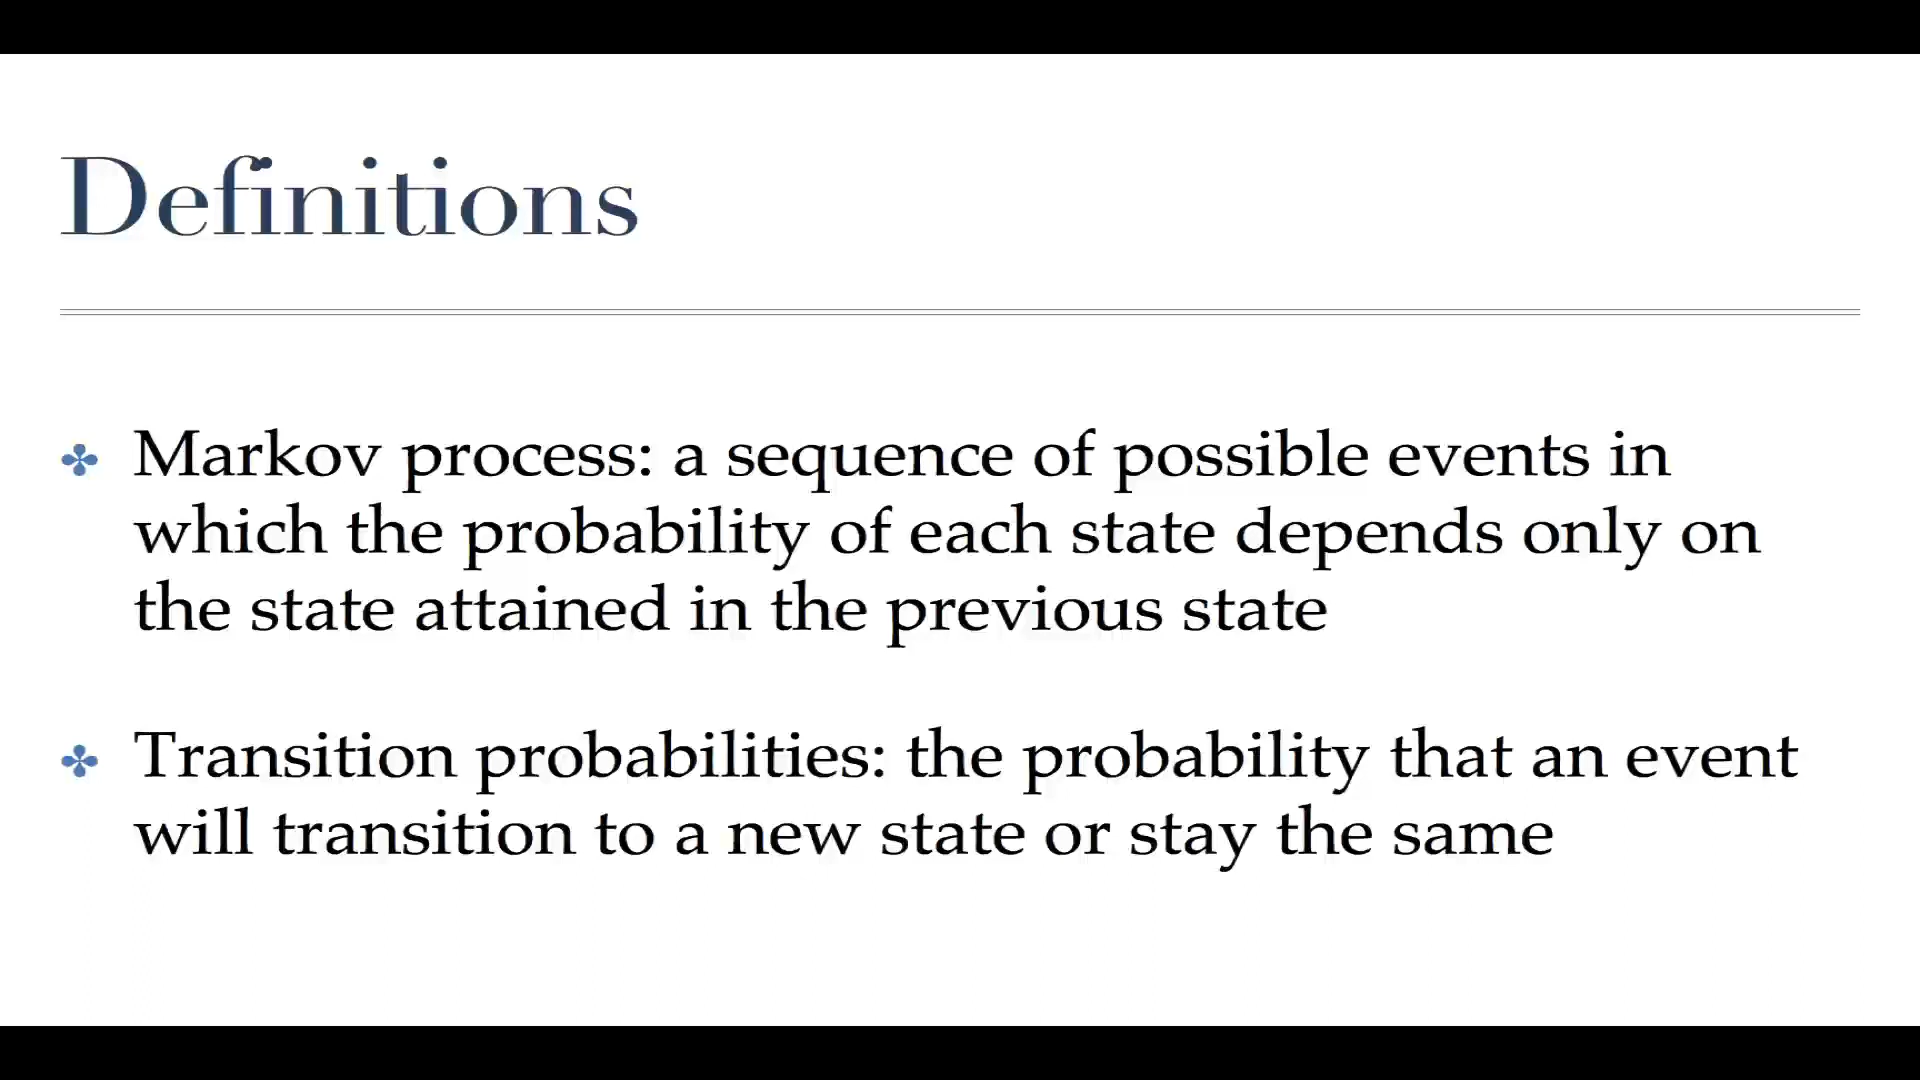 Definitions
Markov process: a sequence of possible events in
which the probability of each state depends only on
the state attained in the previous state
Transition probabilities: the probability that an event
will transition to a new state or stay the same